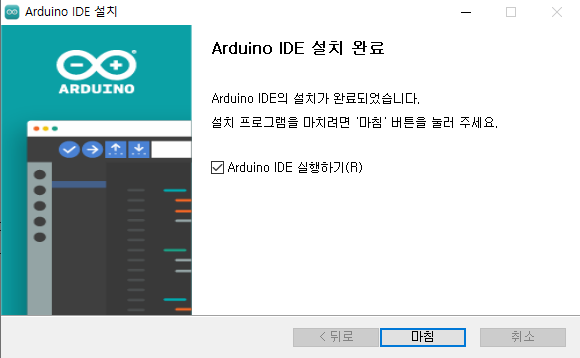 Arduino IDE 설치
ARDUINO
Arduino IDE 설치 완료
Arduino IDE의 설치가 완료되었습니다.
설치 프로그램을 마치려면 '마침' 버튼을 눌러 주세요.
Arduino IDE 실행하기(R)
< 뒤로
마침
취소